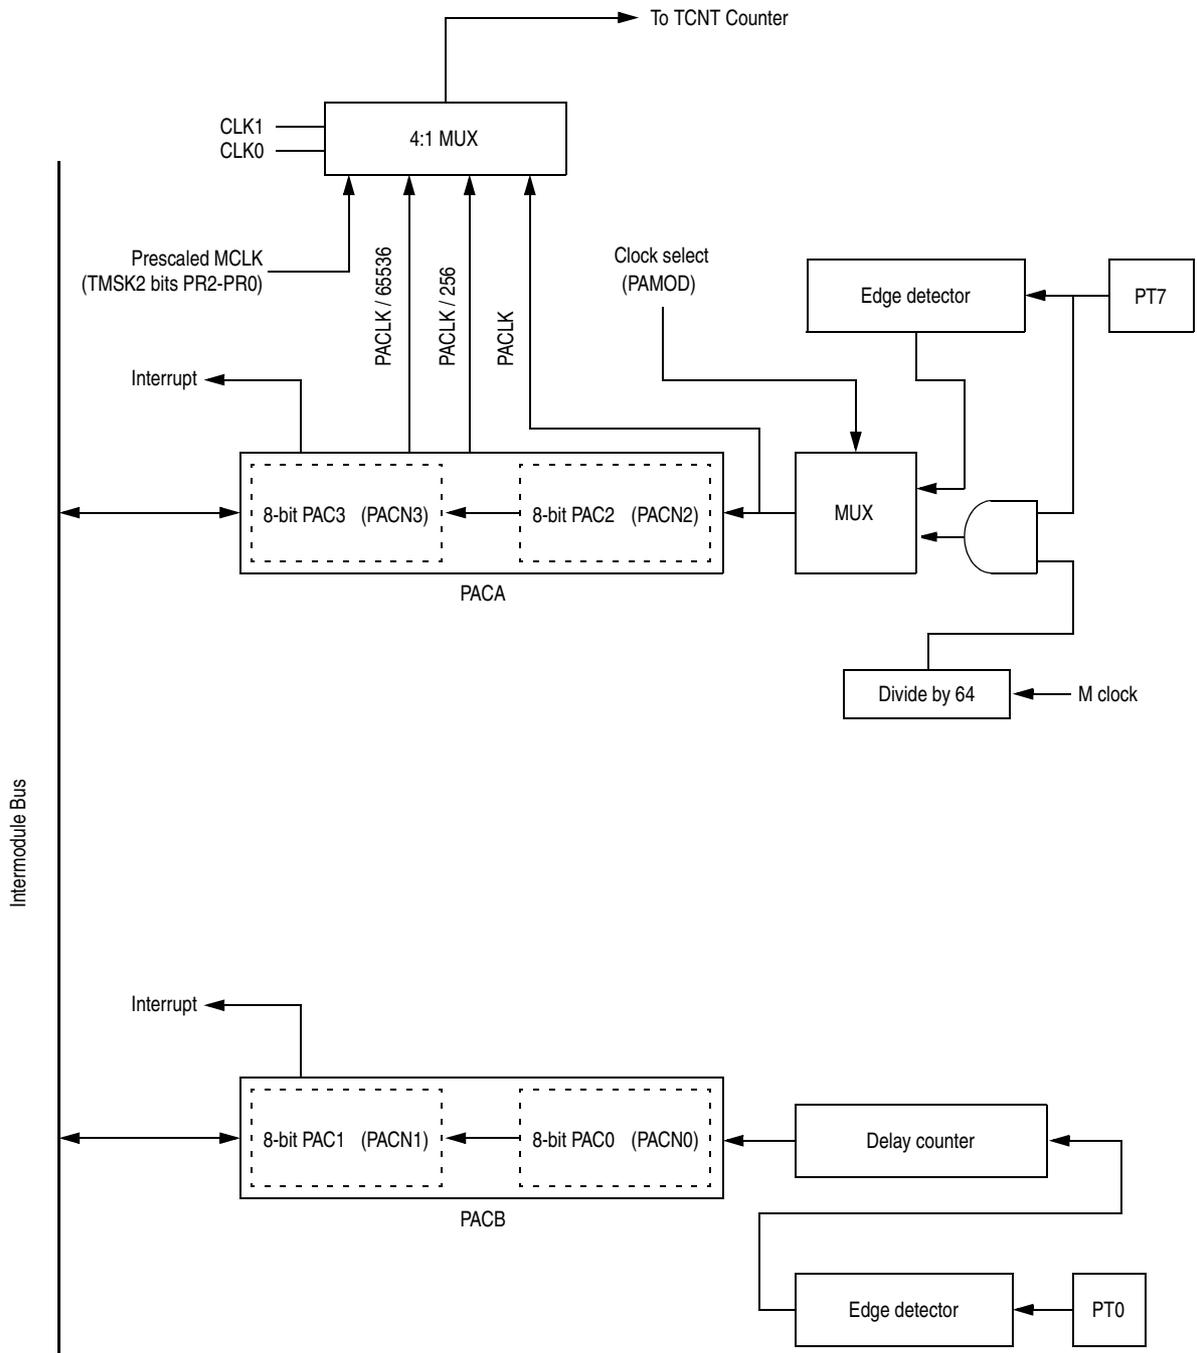 To TCNT Counter
CLK1
CLK0
4:1 MUX
Prescaled MCLK
(TMSK2 bits PR2-PR0)
PACLK / 65536
PACLK / 256
PACLK
Clock select
(PAMOD)
Edge detector
PT7
Interrupt
8-bit PAC3 (PACN3)
8-bit PAC2 (PACN2)
MUX
PACA
Divide by 64
M clock
Intermodule Bus
Interrupt
8-bit PAC1 (PACN1)
8-bit PAC0 (PACN0)
Delay counter
PACB
Edge detector
PT0